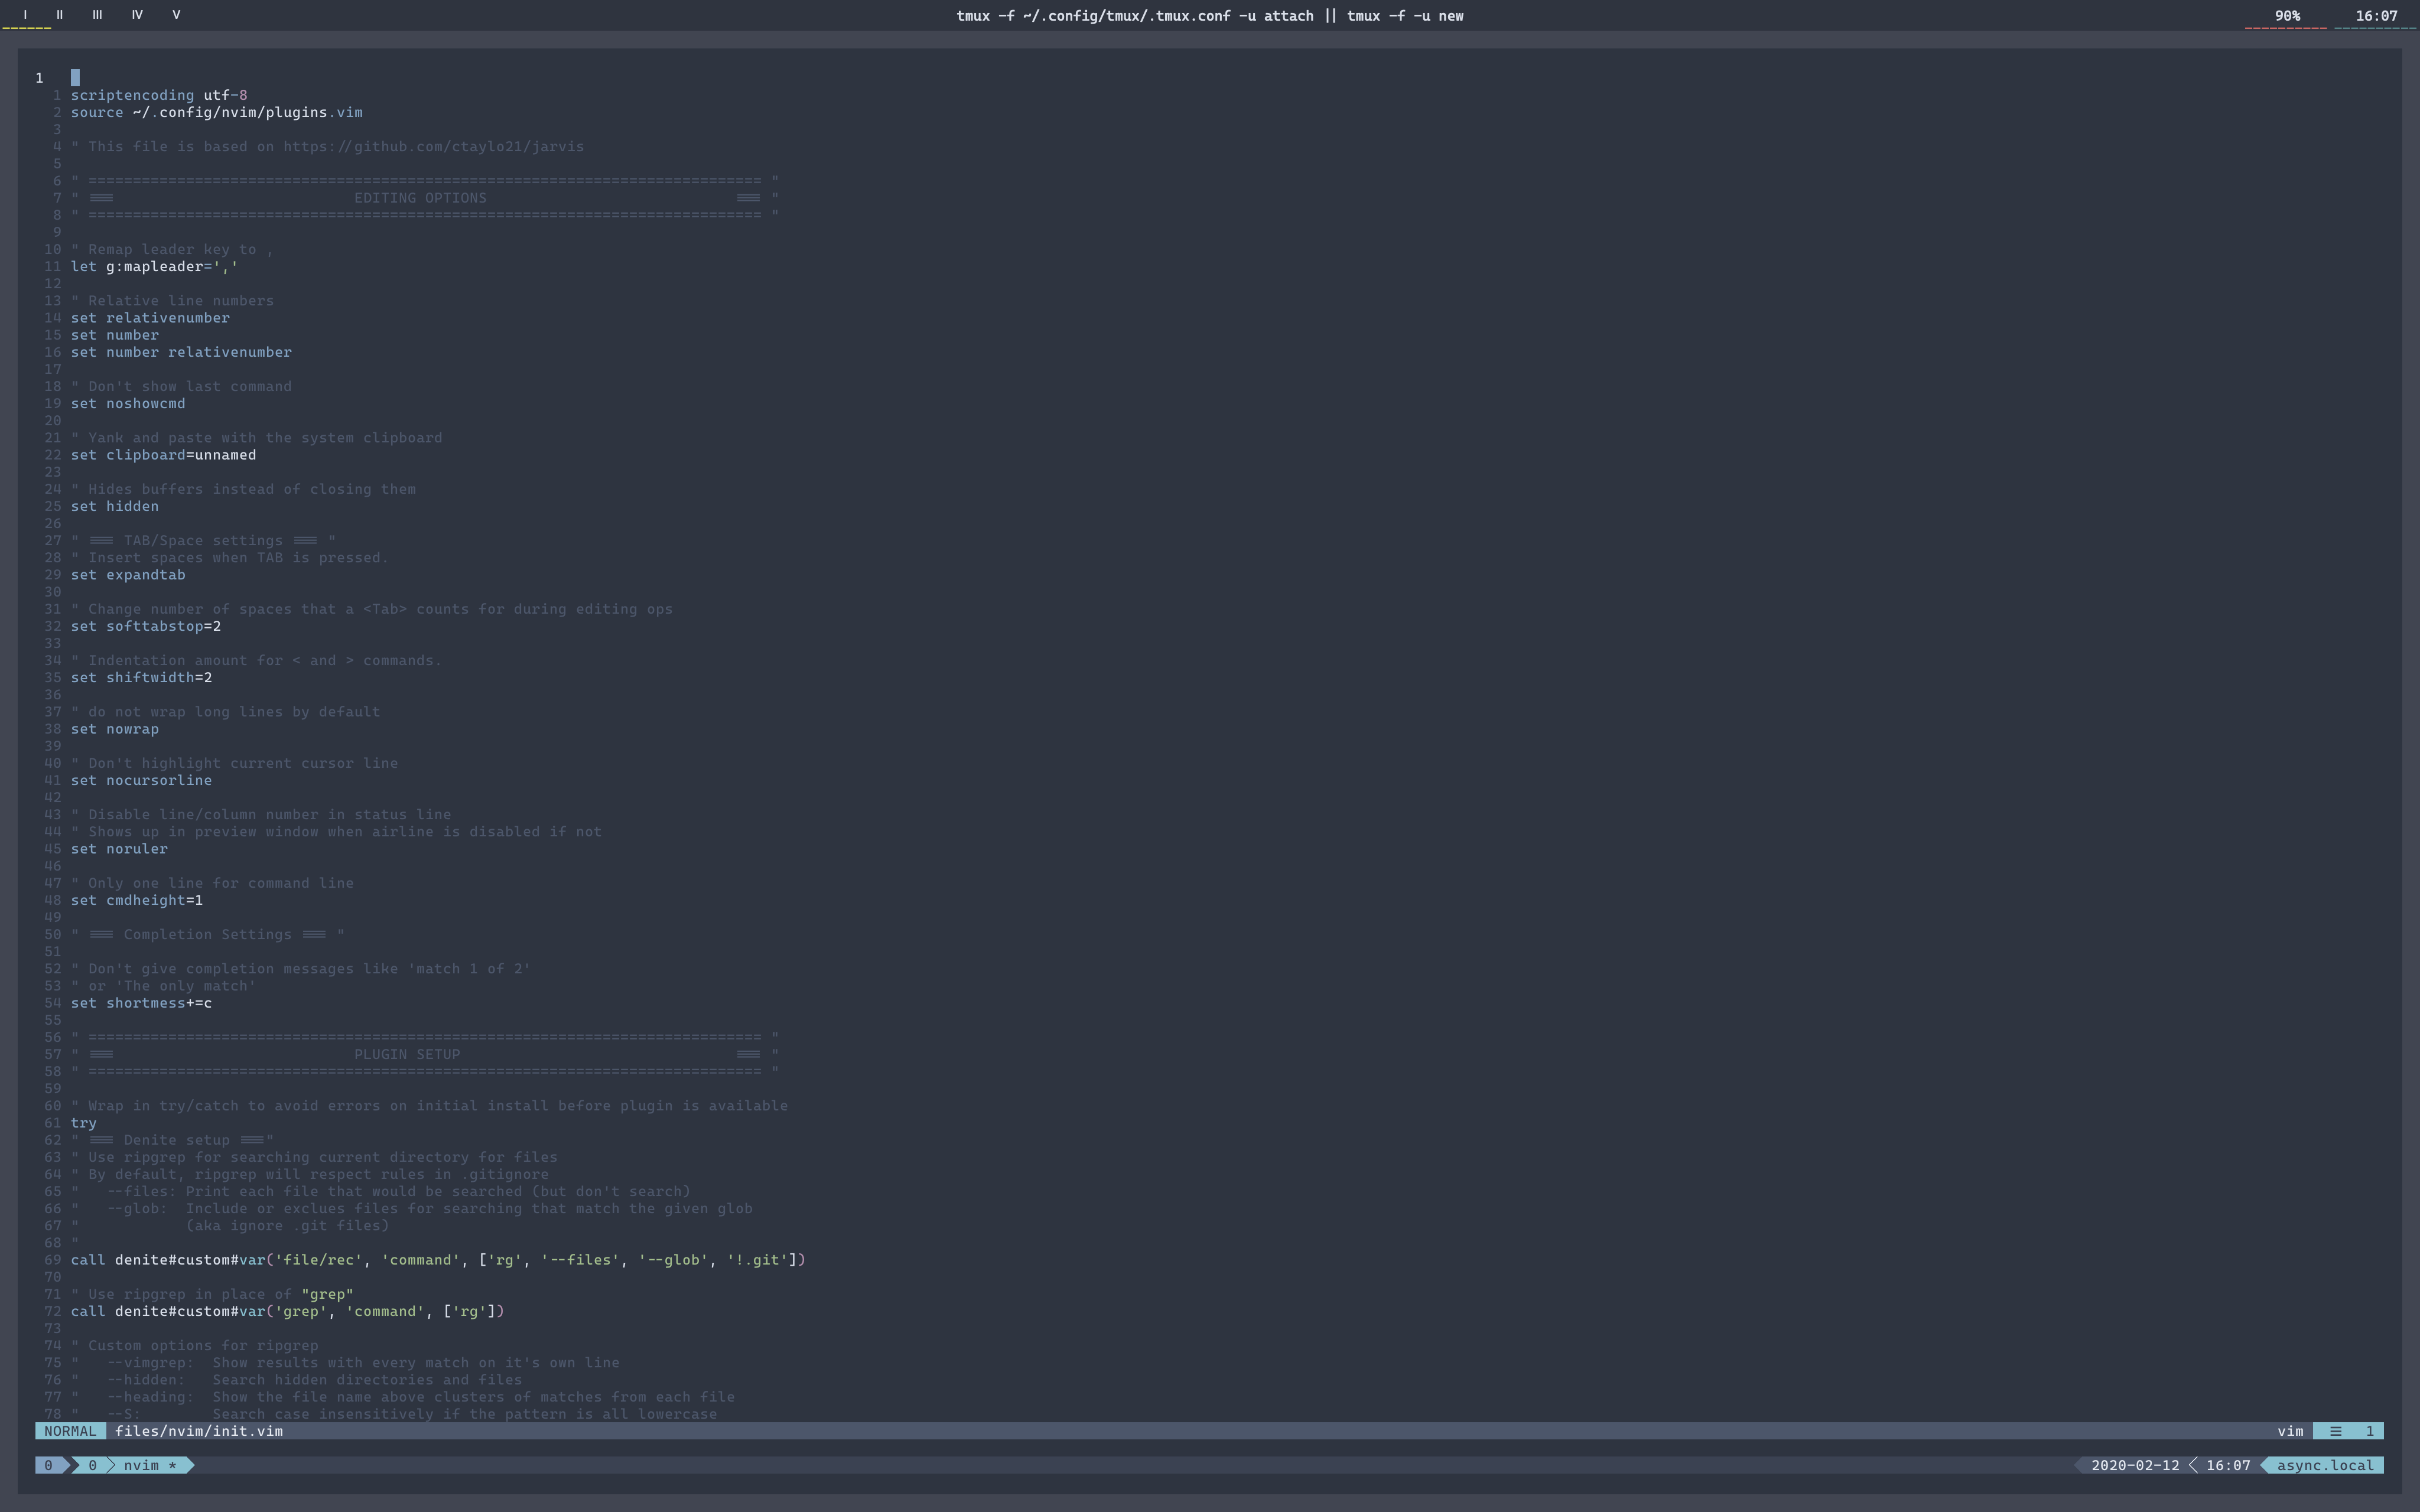 I II III IV V tmux -f ~/.config/tmux/.tmux.conf -u attach || tmux -f -u new 90% 16:07
1
1 scriptencoding utf-8
2 source ~/.config/nvim/plugins.vim
3
4 " This file is based on https://github.com/ctaylo21/jarvis
5
6 " ============================================================================ "
7 " === EDITING OPTIONS === "
8 " ============================================================================ "
9
10 " Remap leader key to ,
11 let g:mapleader=','
12
13 " Relative line numbers
14 set relativenumber
15 set number
16 set number relativenumber
17
18 " Don't show last command
19 set noshowcmd
20
21 " Yank and paste with the system clipboard
22 set clipboard=unnamed
23
24 " Hides buffers instead of closing them
25 set hidden
26
27 " === TAB/Space settings === "
28 " Insert spaces when TAB is pressed.
29 set expandtab
30
31 " Change number of spaces that a <Tab> counts for during editing ops
32 set softtabstop=2
33
34 " Indentation amount for < and > commands.
35 set shiftwidth=2
36
37 " do not wrap long lines by default
38 set nowrap
39
40 " Don't highlight current cursor line
41 set nocursorline
42
43 " Disable line/column number in status line
44 " Shows up in preview window when airline is disabled if not
45 set noruler
46
47 " Only one line for command line
48 set cmdheight=1
49
50 " === Completion Settings === "
51
52 " Don't give completion messages like 'match 1 of 2'
53 " or 'The only match'
54 set shortmess+=c
55
56 " ============================================================================ "
57 " === PLUGIN SETUP === "
58 " ============================================================================ "
59
60 " Wrap in try/catch to avoid errors on initial install before plugin is available
61 try
62 " === Denite setup ==="
63 " Use ripgrep for searching current directory for files
64 " By default, ripgrep will respect rules in .gitignore
65 " --files: Print each file that would be searched (but don't search)
66 " --glob: Include or exclues files for searching that match the given glob
67 " (aka ignore .git files)
68 "
69 call denite#custom#var('file/rec', 'command', ['rg', '--files', '--glob', '!.git'])
70
71 " Use ripgrep in place of "grep"
72 call denite#custom#var('grep', 'command', ['rg'])
73
74 " Custom options for ripgrep
75 " --vimgrep: Show results with every match on it's own line
76 " --hidden: Search hidden directories and files
77 " --heading: Show the file name above clusters of matches from each file
78 " --S: Search case insensitively if the pattern is all lowercase
NORMAL files/nvim/init.vim vim ☰ 1
0 0 nvim * 2020-02-12 16:07 async.local